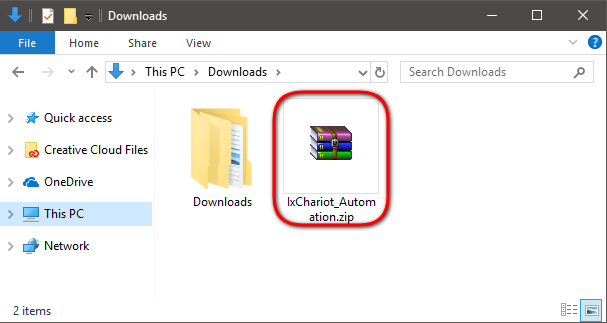 Downloads
File
Home
Share
View
This PC
Downloads
Search Downloads
Quick access
Creative Cloud Files
OneDrive
This PC
Network
Downloads
IxChariot_Autom
ation.zip
2 items